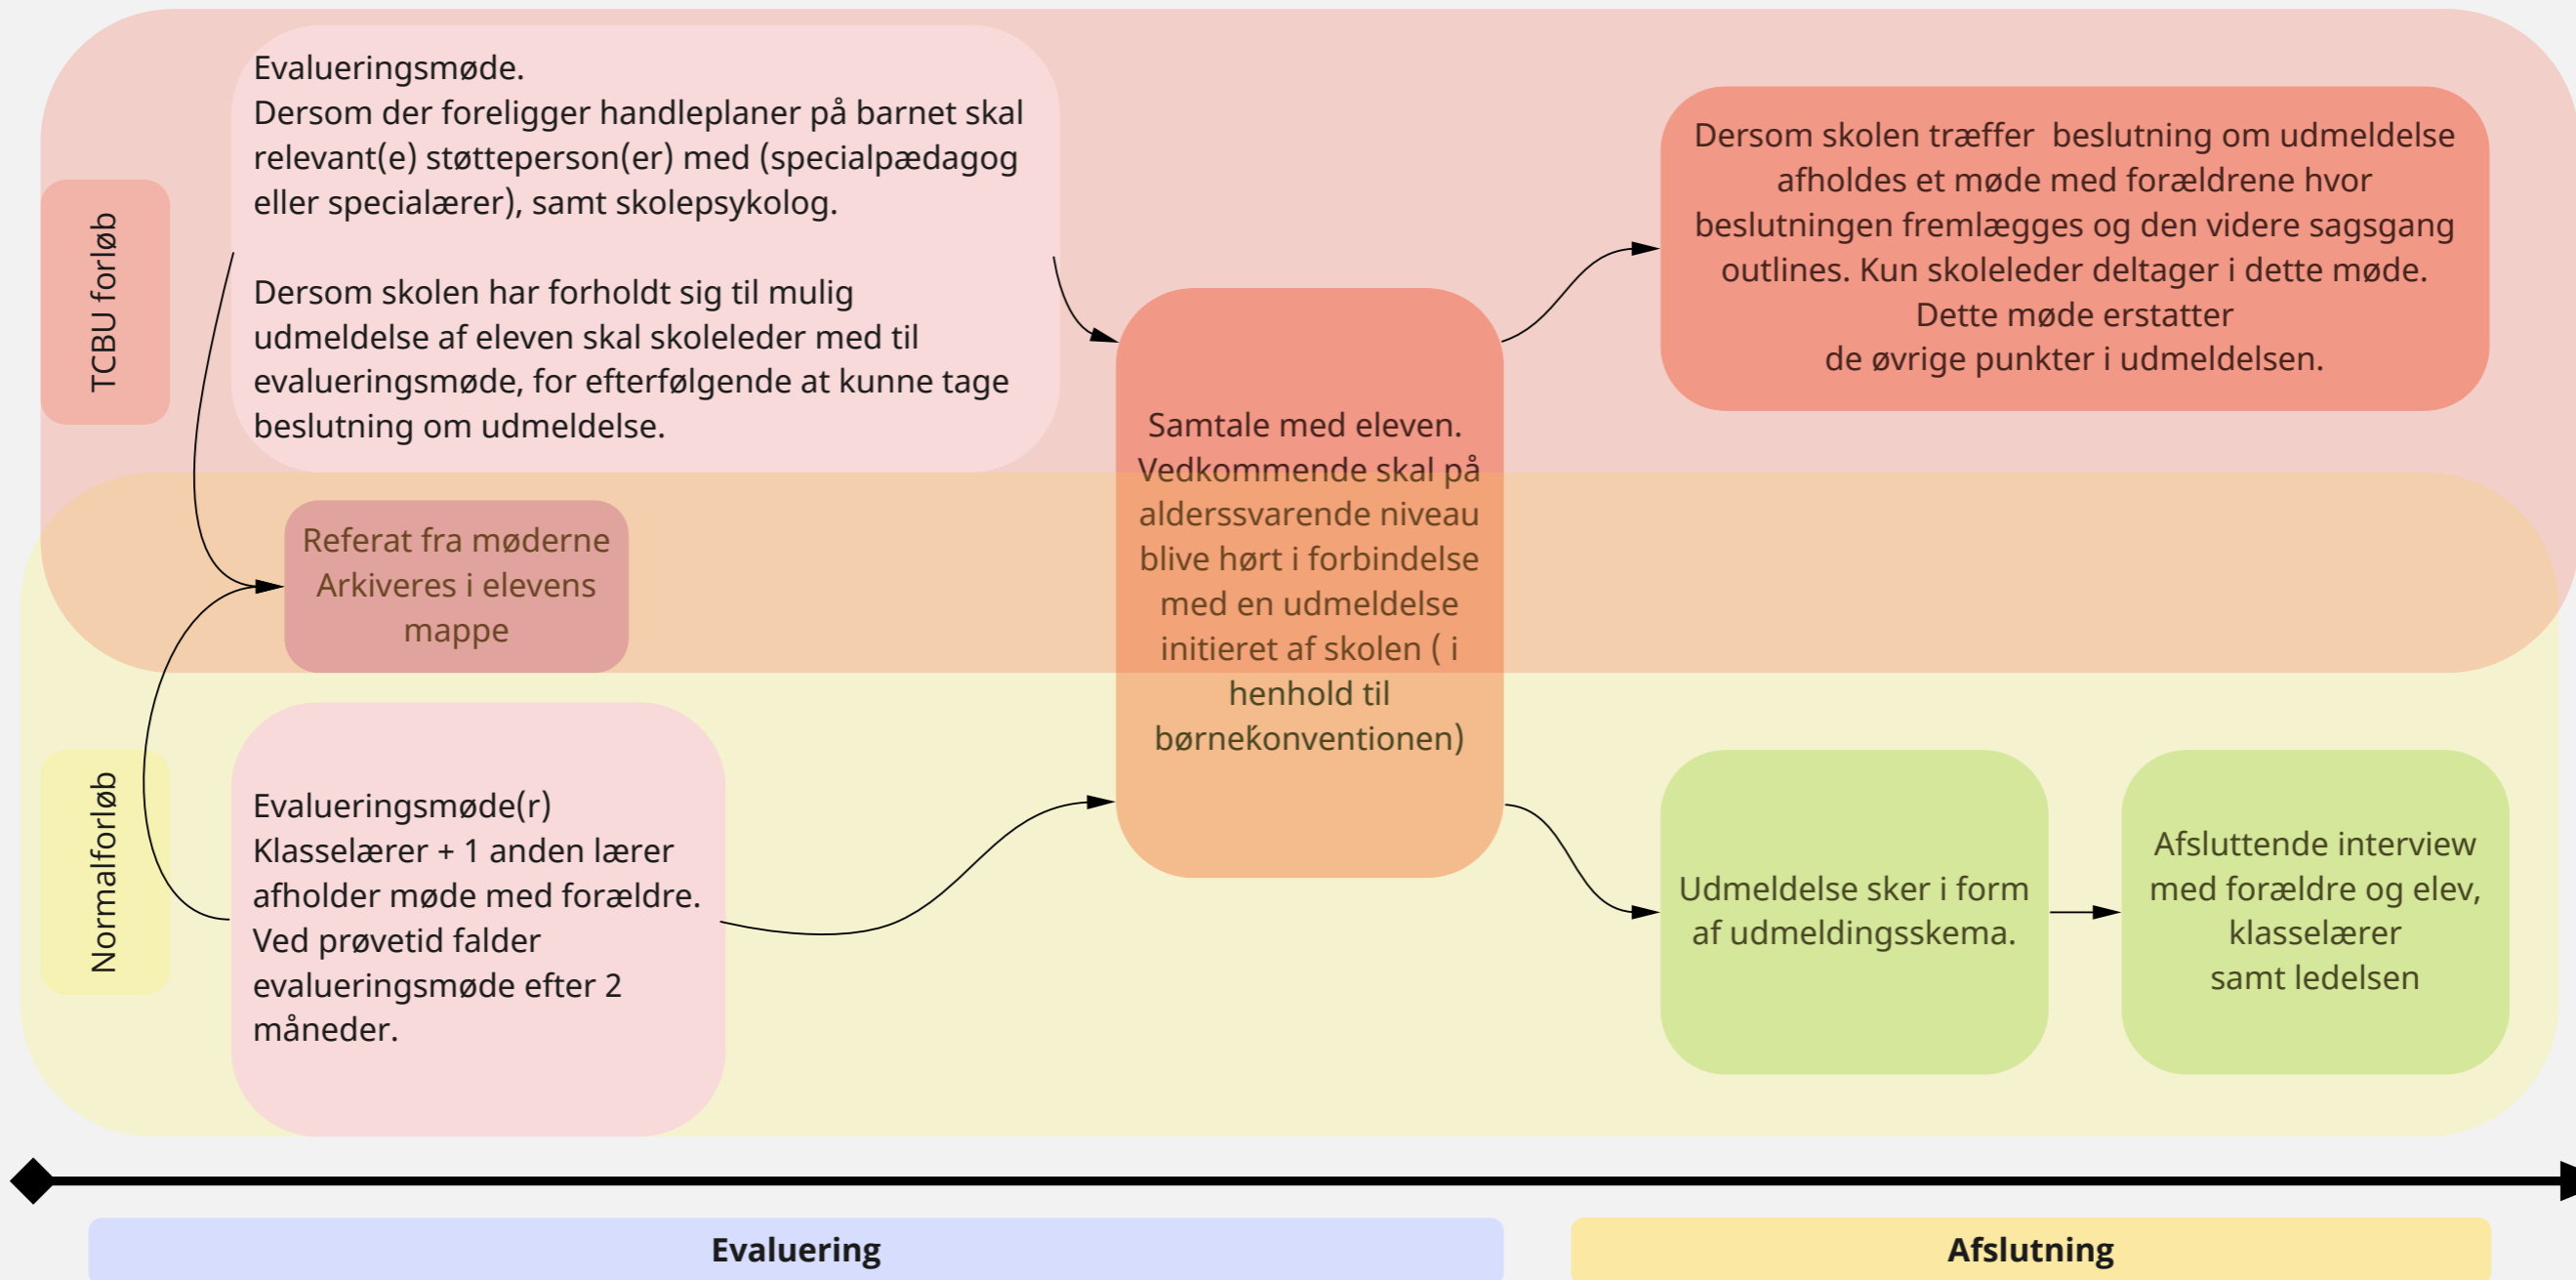 TCBU forløb
Evalueringsmøde.
Dersom der foreligger handleplaner på barnet skal
relevant(e) støtteperson(er) med (specialpædagog
eller specialærer), samt skolepsykolog.
Dersom skolen har forholdt sig til mulig
udmeldelse af eleven skal skoleleder med til
evalueringsmøde, for efterfølgende at kunne tage
beslutning om udmeldelse.
Referat fra møderne
Arkiveres i elevens
mappe
Samtale med eleven.
Vedkommende skal på
alderssvarende niveau
blive hørt i forbindelse
med en udmeldelse
initieret af skolen ( i
henhold til
børneḱonventionen)
Dersom skolen træffer  beslutning om udmeldelse
afholdes et møde med forældrene hvor
beslutningen fremlægges og den videre sagsgang
outlines. Kun skoleleder deltager i dette møde.
Dette møde erstatter
de øvrige punkter i udmeldelsen.
Normalforløb
Evalueringsmøde(r)
Klasselærer + 1 anden lærer
afholder møde med forældre.
Ved prøvetid falder
evalueringsmøde efter 2
måneder.
Udmeldelse sker i form
af udmeldingsskema.
Afsluttende interview
med forældre og elev,
klasselærer
samt ledelsen
Evaluering
Afslutning